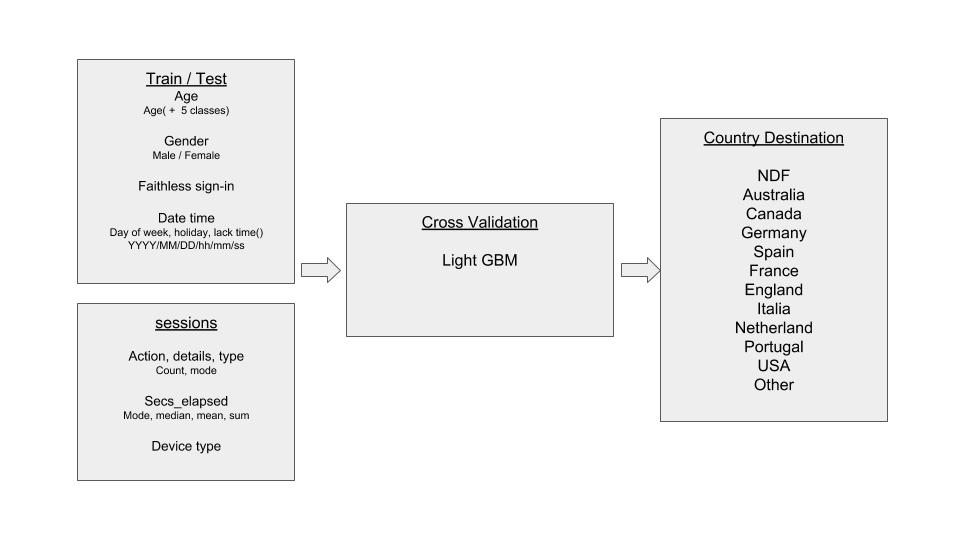 Train / Test
Age
Age( +  5 classes)
Gender
Male / Female
Faithless sign-in
Date time
Day of week, holiday, lack time()
YYYY/MM/DD/hh/mm/ss
sessions
Action, details, type
Count, mode
Secs_elapsed
Mode, median, mean, sum
Device type
Cross Validation
Light GBM
Country Destination
NDF
Australia
Canada
Germany
Spain
France
England
Italia
Netherland
Portugal
USA
Other